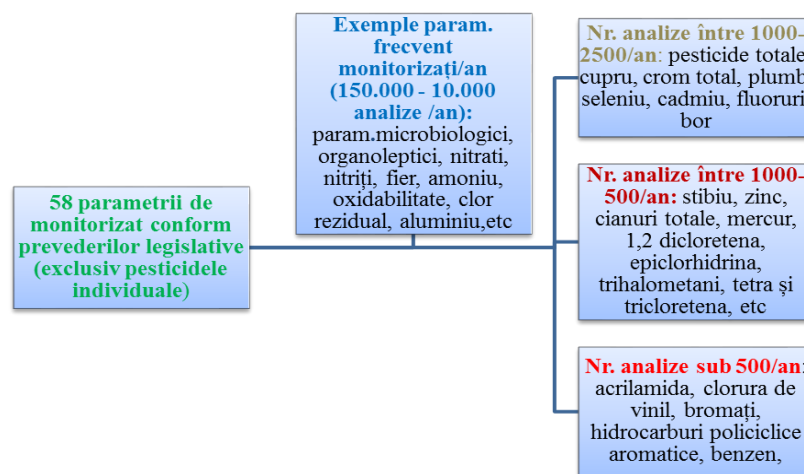 58 parametrii de
monitorizat conform
prevederilor legislative
(exclusiv pesticidele
individuale)
Exemple param.
frecvent
monitorizați/an
(150.000 - 10.000
analize /an):
param.microbiologici,
organoleptici, nitrati,
nitriți, fier, amoniu,
oxidabilitate, clor
rezidual, aluminiu,etc
Nr. analize între 1000-
2500/an: pesticide totale
cupru, crom total, plumb
seleniu, cadmiu, fluoruri
bor
Nr. analize între 1000-
500/an: stibiu, zinc,
cianuri totale, mercur,
1,2 dicloretena,
epiclorhidrina,
trihalometani, tetra și
tricloretena, etc
Nr. analize sub 500/an:
acrilamida, clorura de
vinil, bromați,
hidrocarburi policiclice
aromatice, benzen,